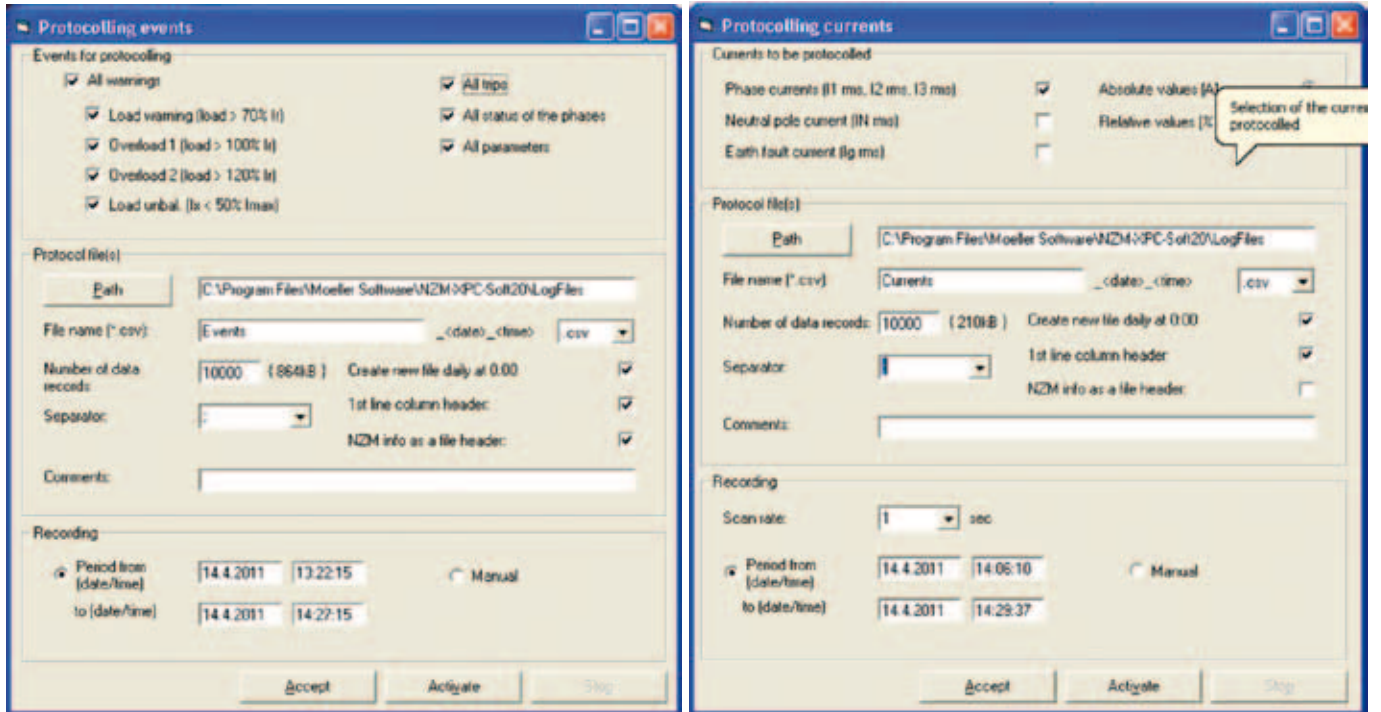 Protocolling events
Events for protocolling
All warnings
All trips
Load warning (load > 70% Ir)
All status of the phases
Overload 1 (load > 100% Ir)
All parameters
Overload 2 (load > 120% Ir)
Load unbal. (Ix < 50% Imax)
Protocol file(s)
Path
C:\Program Files\Moeller Software\NZM-XPC-Soft20\LogFiles
File name (*.csv):
Events
_<date>_<time>
.csv
Number of data
records
10000
( 864kB )
Create new file daily at 0:00
Separator:
;
1st line column header:
NZM info as a file header:
Comments:
Recording
Period from
(date/time)
14.4.2011
13:22:15
Manual
to (date/time)
14.4.2011
14:27:15
Accept
Activate
Stop
Protocolling currents
Currents to be protocolled
Phase currents (I1 rms, I2 rms, I3 rms)
Absolute values [A]
Neutral pole current (IN rms)
Relative values [%
Earth fault current (Ig rms)
Selection of the curre
protocolled
Protocol file(s)
Path
C:\Program Files\Moeller Software\NZM-XPC-Soft20\LogFiles
File name (*.csv)
Currents
_<date>_<time>
.csv
Number of data records:
10000
( 210kB )
Create new file daily at 0:00
Separator:
1st line column header
NZM info as a file header:
Comments:
Recording
Scan rate:
1
sec
Period from
(date/time)
14.4.2011
14:06:10
Manual
to (date/time)
14.4.2011
14:29:37
Accept
Activate
Stop